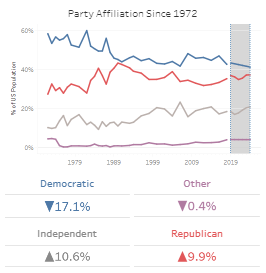 Party Affiliation Since 1972
% of US Population
60%
40%
20%
0%
1979 1989 1999 2009 2019
Democratic Other
▼17.1% ▼0.4%
Independent Republican
▲10.6% ▲9.9%